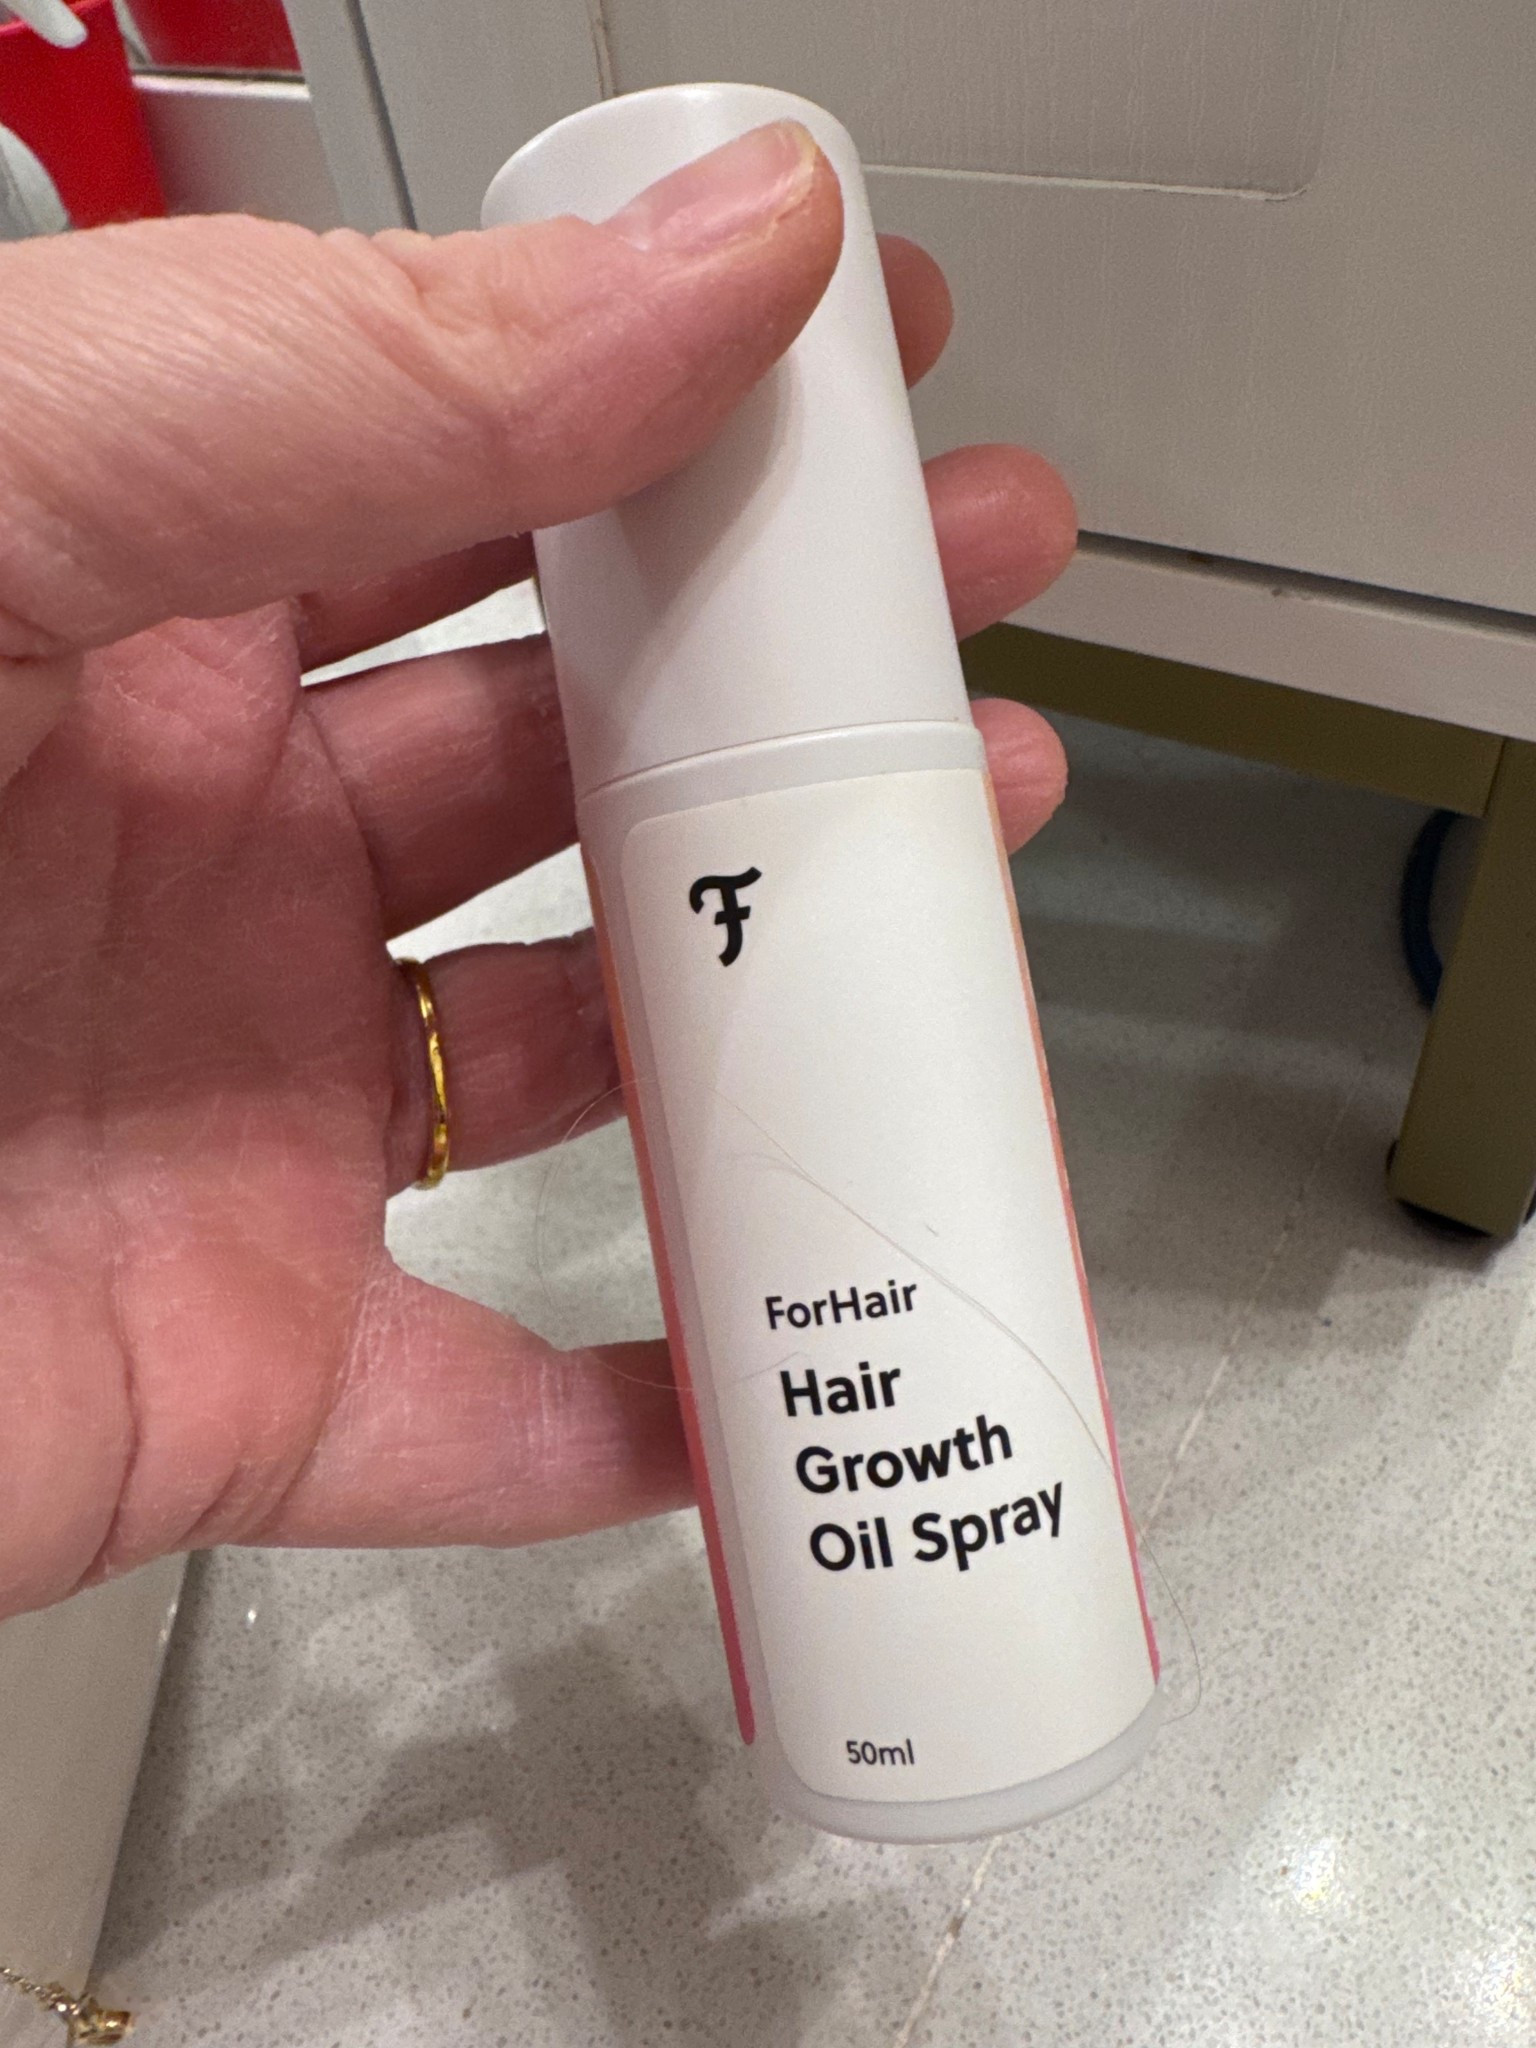 F
ForHair
Hair
Growth
Oil Spray
50ml